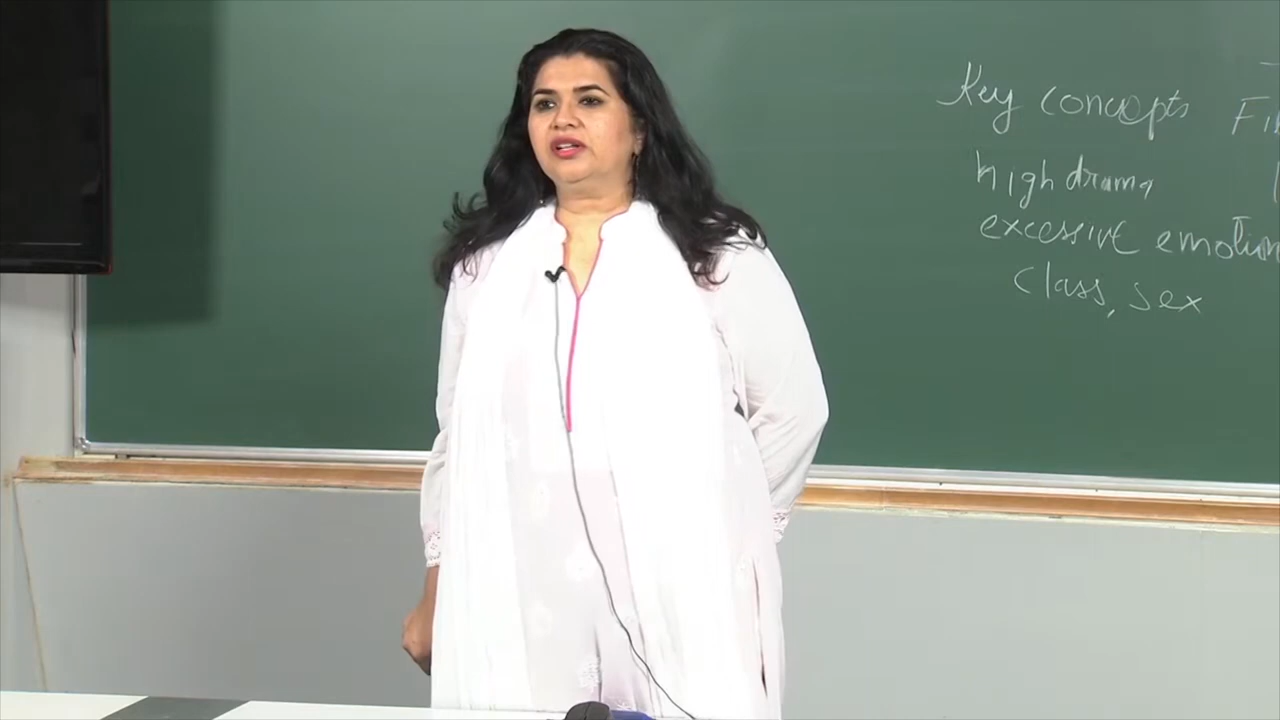 Key concepts
high drama
excessive emotion
class, sex